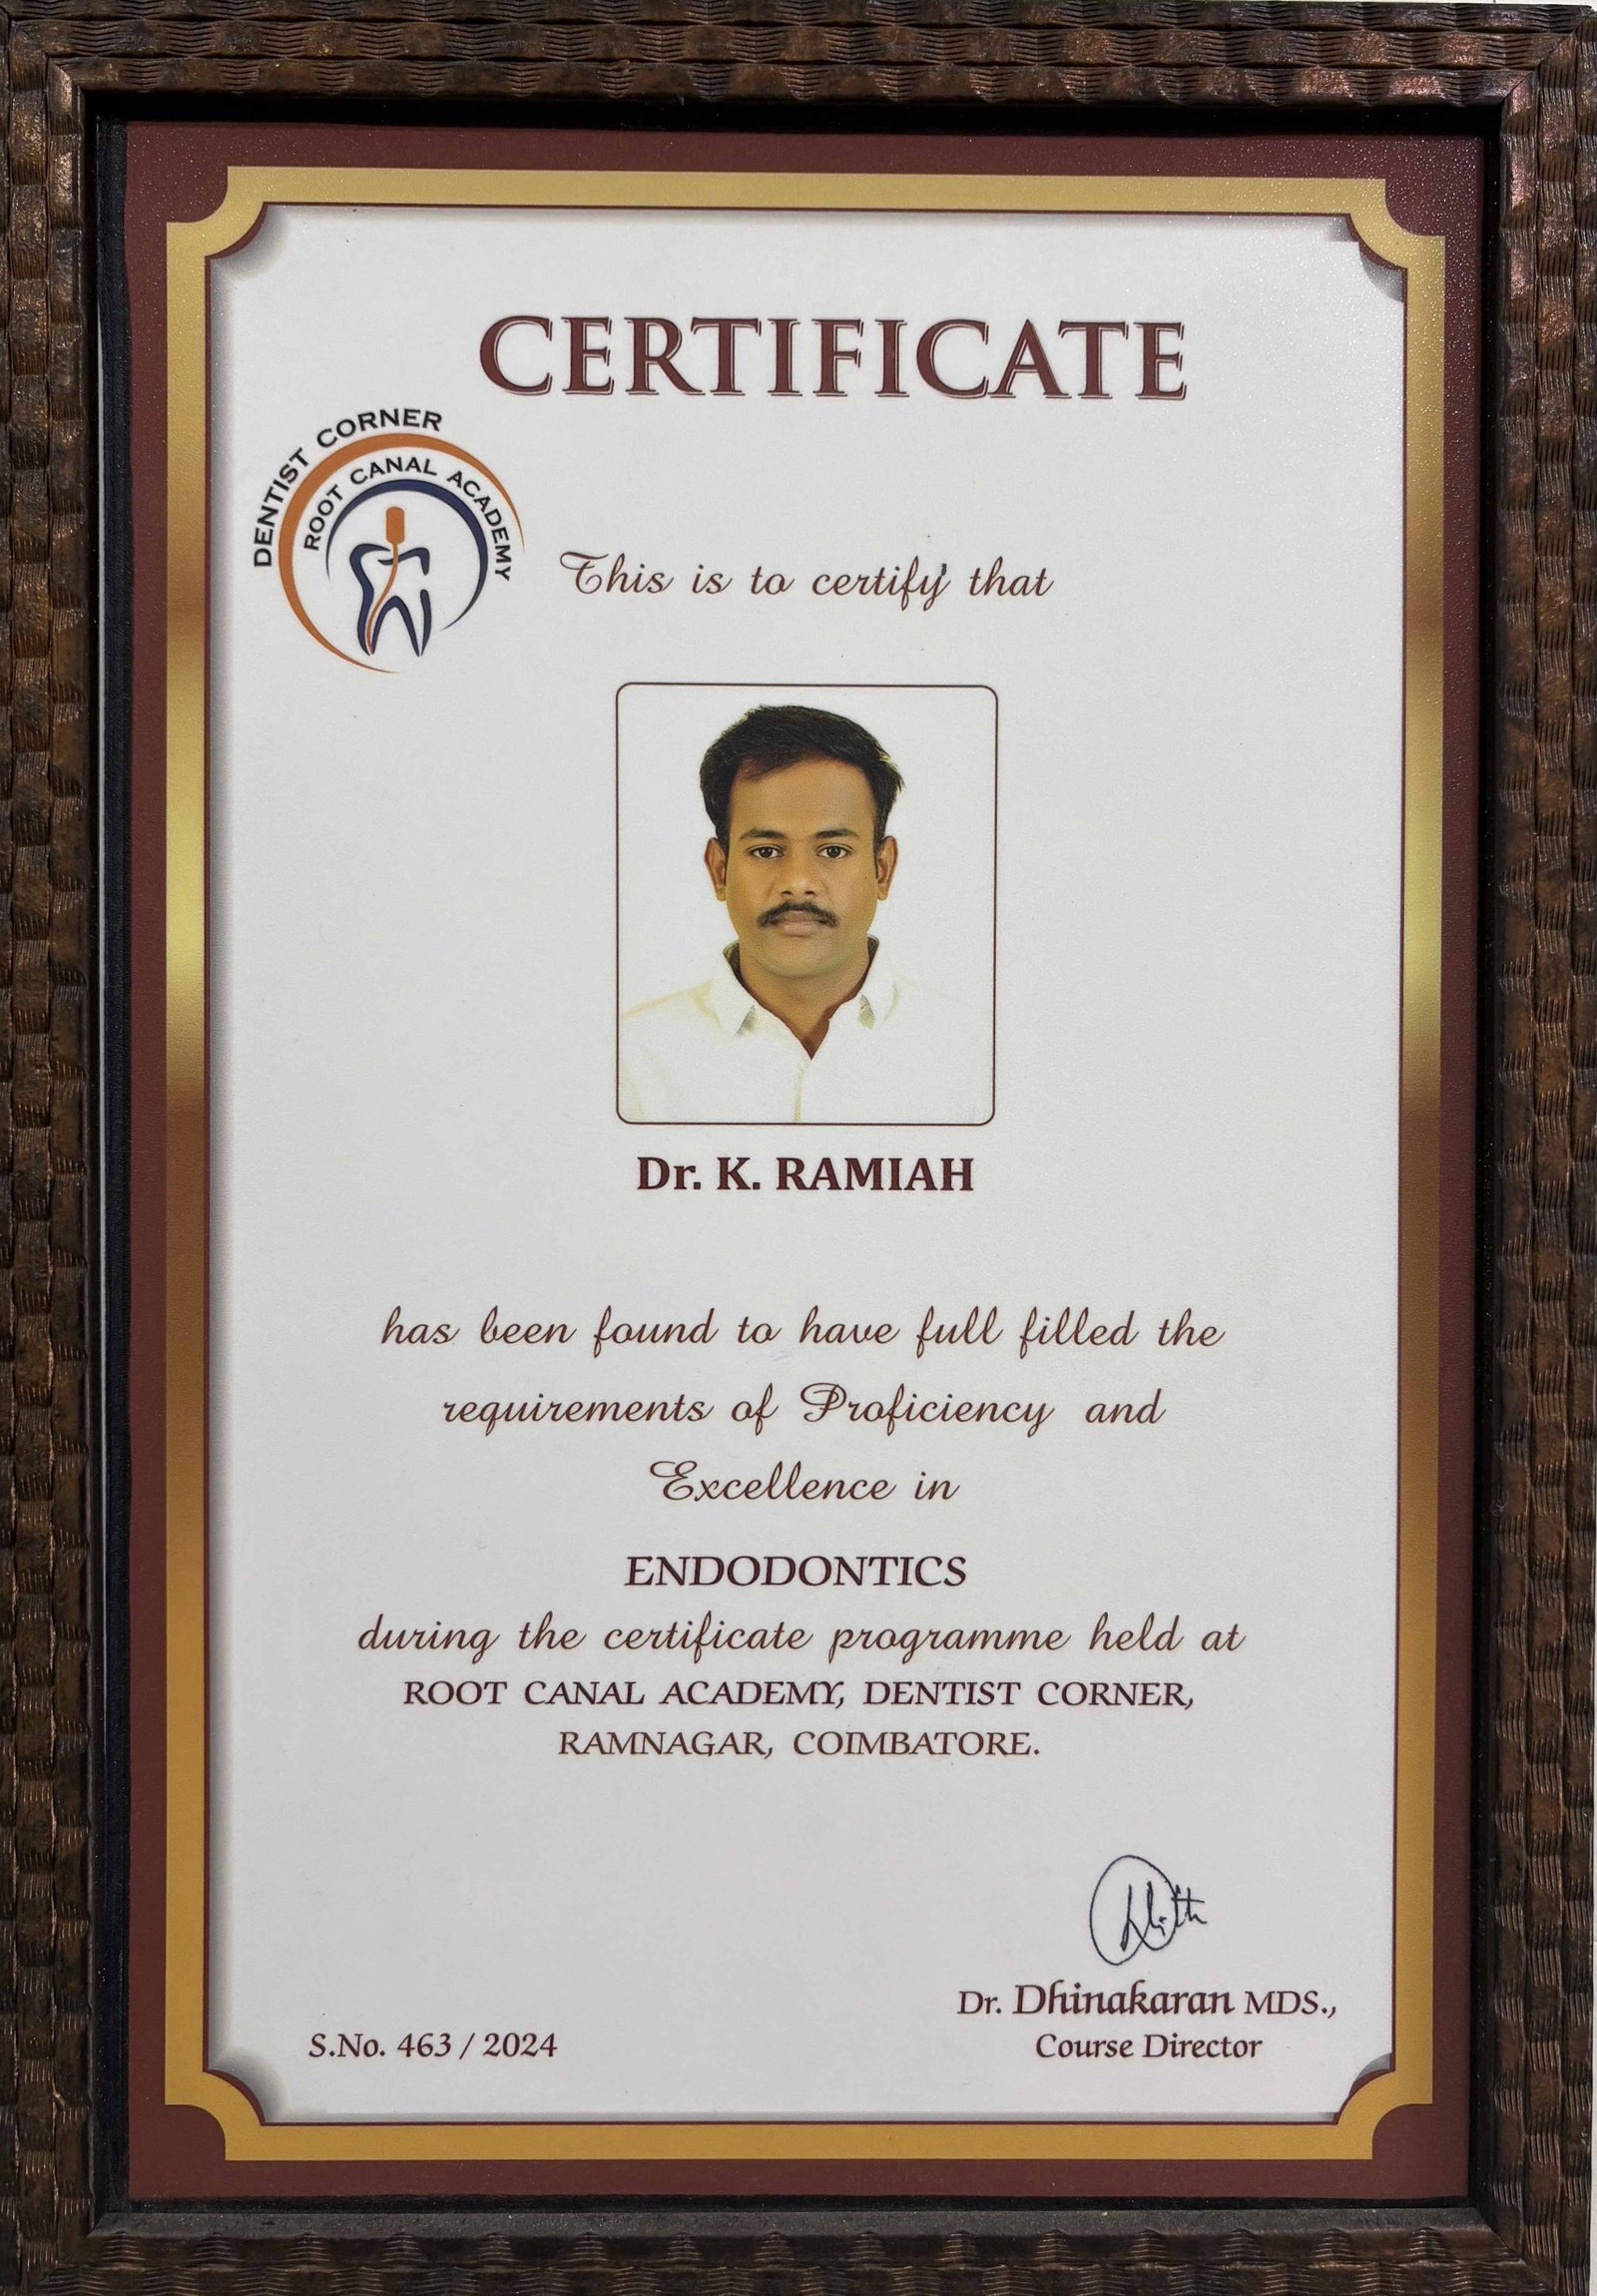 CERTIFICATE
DENTIST CORNER
ROOT CANAL ACADEMY
This is to certify that
Dr. K. RAMIAH
has been found to have full filled the
requirements of Proficiency and
Excellence in
ENDODONTICS
during the certificate programme held at
ROOT CANAL ACADEMY, DENTIST CORNER,
RAMNAGAR, COIMBATORE.
Dr. Dhinakaran MDS.,
S.No. 463 / 2024
Course Director